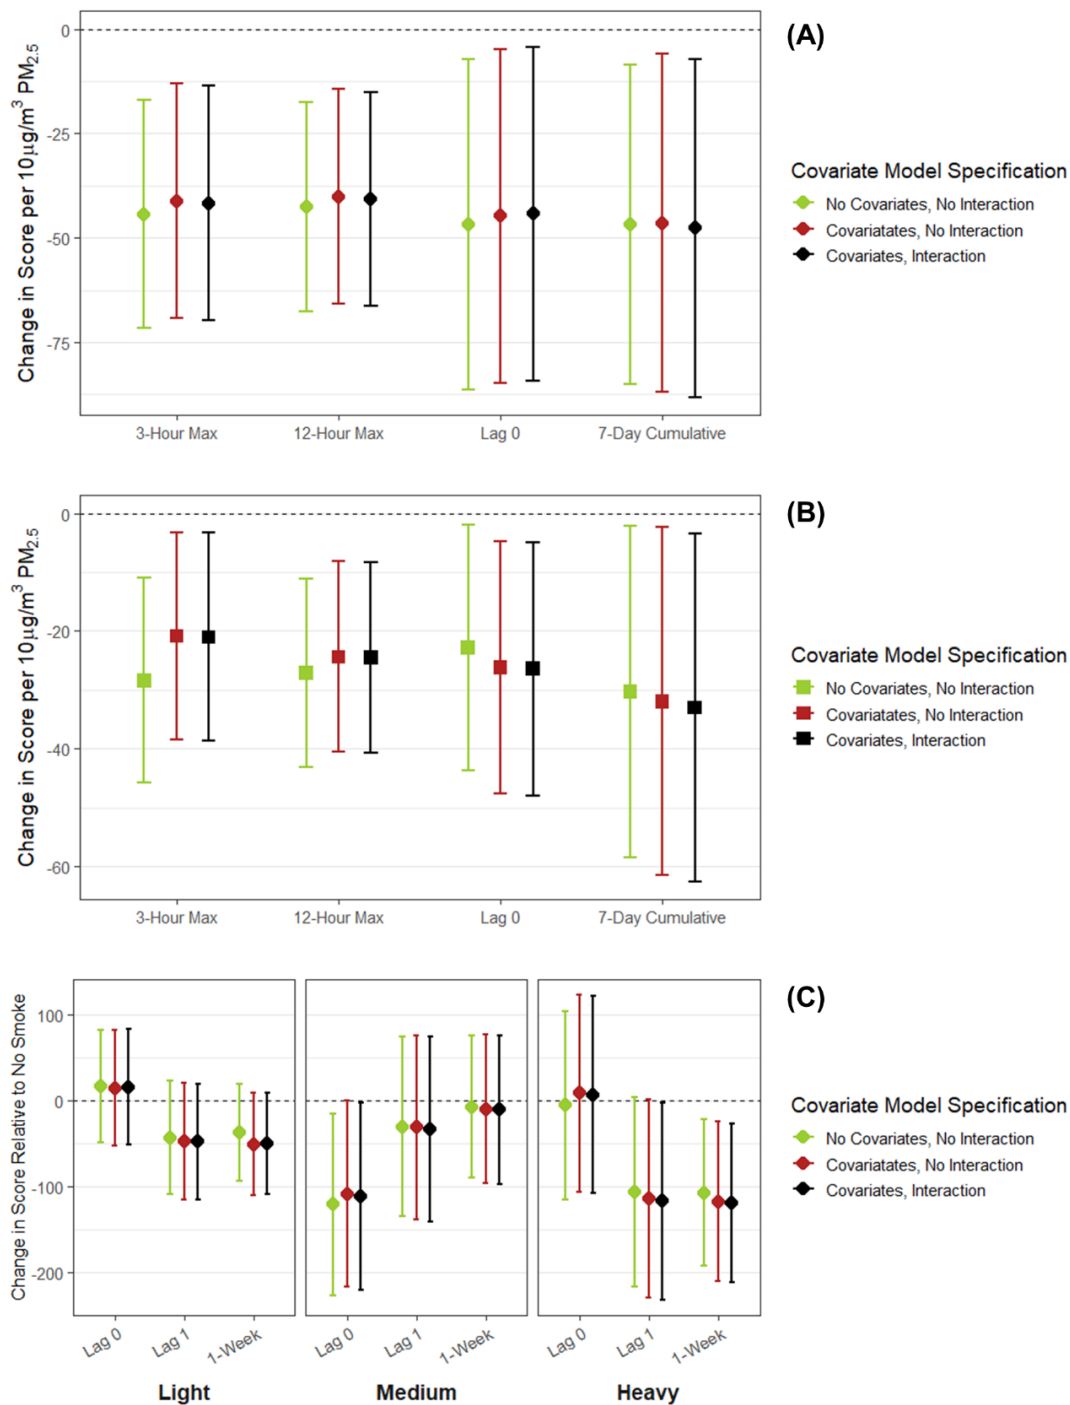 (A)
Change in Score per 10μg/m³ PM₂.₅
0
-25
-50
-75
3-Hour Max
12-Hour Max
Lag 0
7-Day Cumulative
Covariate Model Specification
No Covariates, No Interaction
Covariatates, No Interaction
Covariates, Interaction
(B)
Change in Score per 10μg/m³ PM₂.₅
0
-20
-40
-60
3-Hour Max
12-Hour Max
Lag 0
7-Day Cumulative
Covariate Model Specification
No Covariates, No Interaction
Covariatates, No Interaction
Covariates, Interaction
(C)
Change in Score Relative to No Smoke
100
0
-100
-200
Lag 0
Lag 1
1-Week
Lag 0
Lag 1
1-Week
Lag 0
Lag 1
1-Week
Light
Medium
Heavy
Covariate Model Specification
No Covariates, No Interaction
Covariatates, No Interaction
Covariates, Interaction